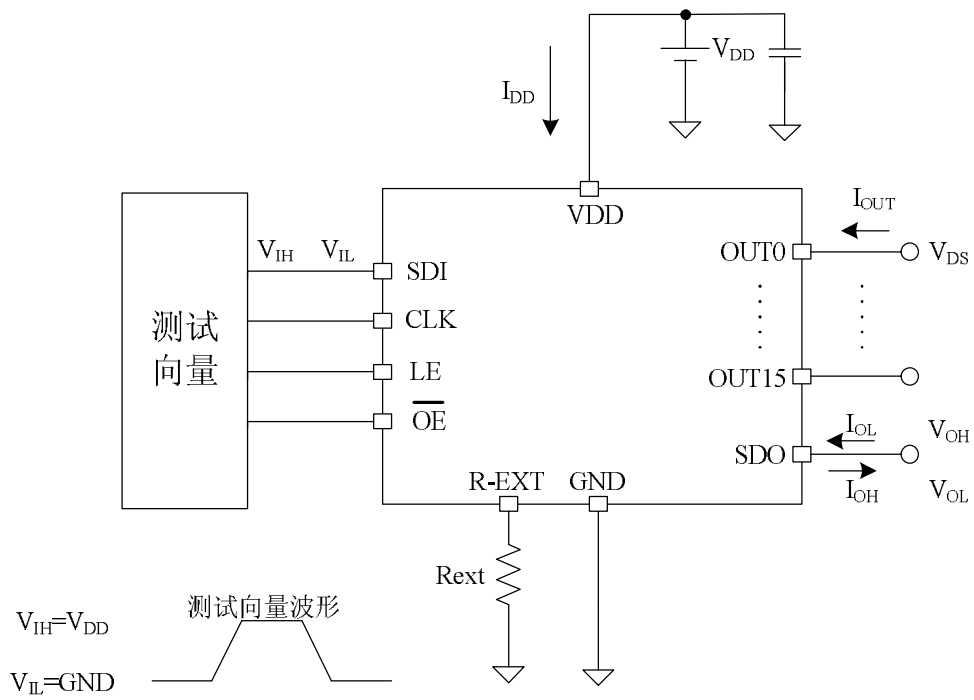 V_DD
I_DD
VDD
I_OUT
V_IH V_IL
SDI
OUT0
V_DS
测试
向量
CLK
LE
OUT15
OE
I_OL
V_OH
SDO
R-EXT GND
I_OH
V_OL
Rext
测试向量波形
V_IH=V_DD
V_IL=GND